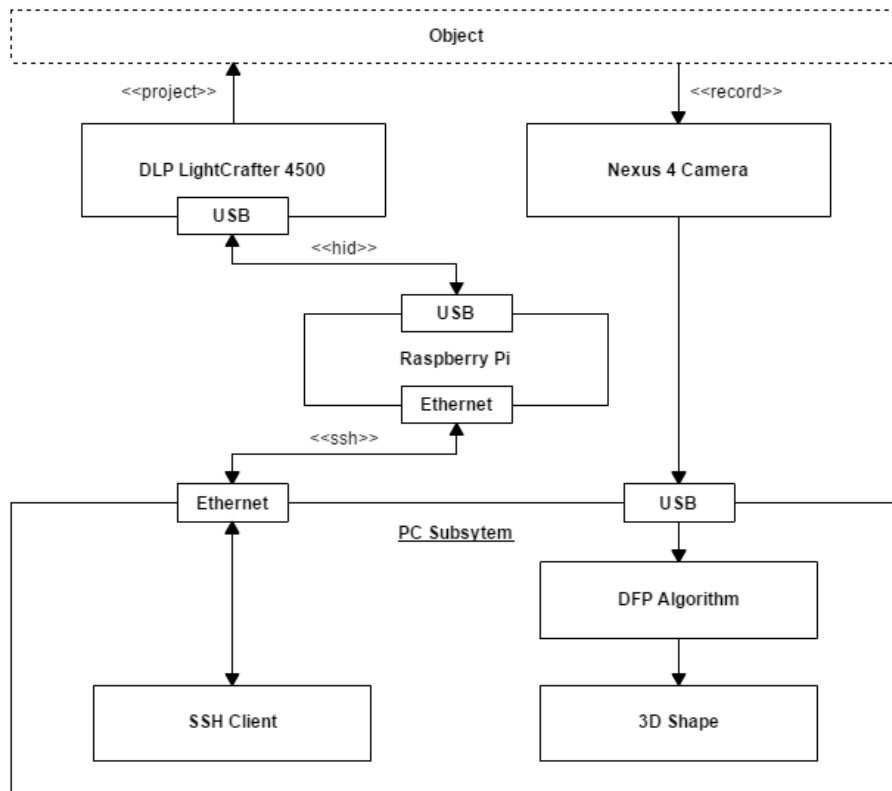 Object
<<project>>
<<record>>
DLP LightCrafter 4500
Nexus 4 Camera
USB
<<hid>>
USB
Raspberry Pi
Ethernet
<<ssh>>
Ethernet
USB
PC Subsytem
DFP Algorithm
SSH Client
3D Shape